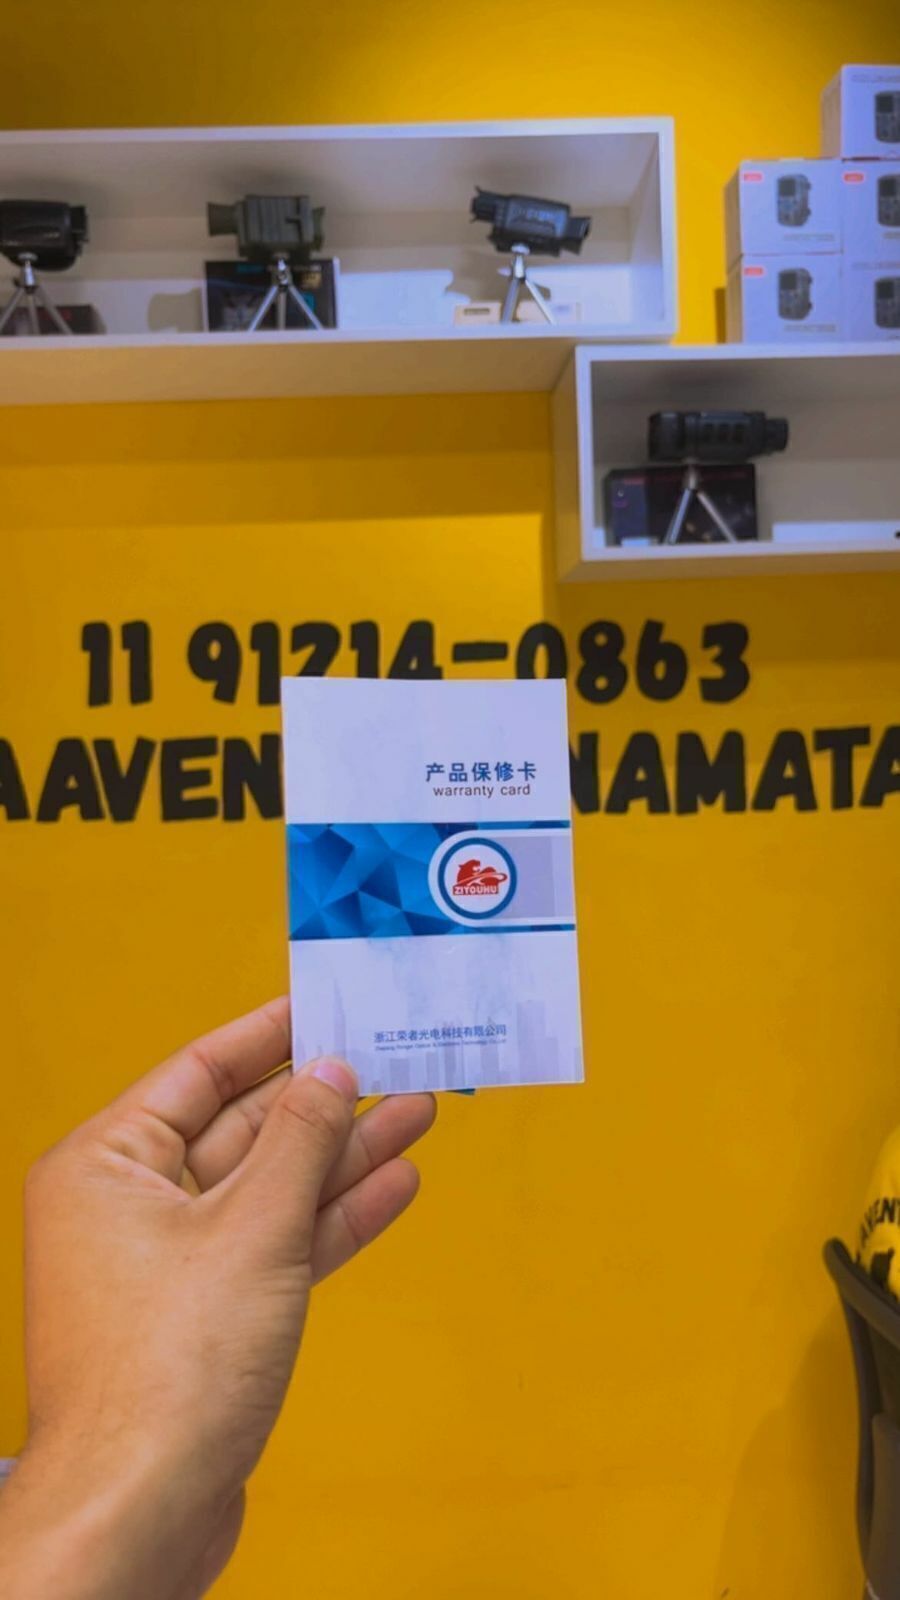 11 91214-0863
AAVEN NAMATA
产品保修卡
warranty card
ZIYOUHU
浙江荣者光电科技有限公司
AVENT